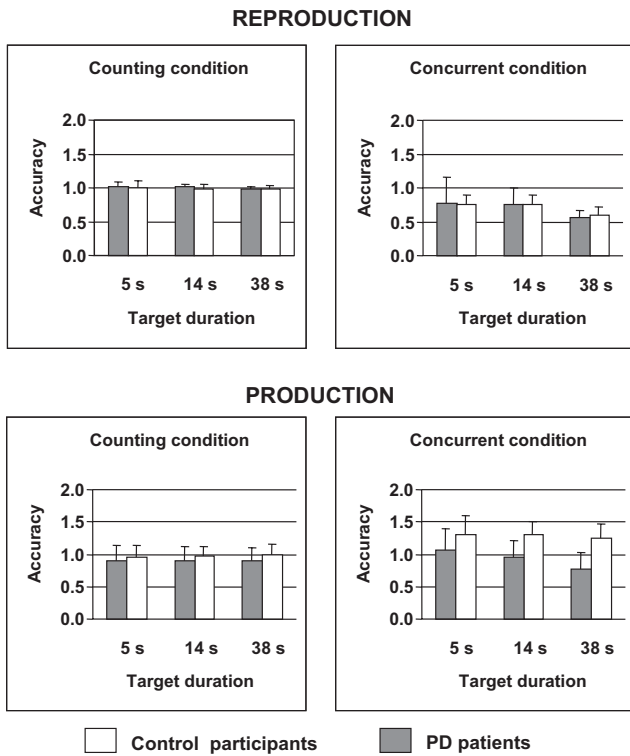 REPRODUCTION
Counting condition
Accuracy
2.0
1.5
1.0
0.5
0.0
5 s 14 s 38 s
Target duration
Concurrent condition
Accuracy
2.0
1.5
1.0
0.5
0.0
5 s 14 s 38 s
Target duration
PRODUCTION
Counting condition
Accuracy
2.0
1.5
1.0
0.5
0.0
5 s 14 s 38 s
Target duration
Concurrent condition
Accuracy
2.0
1.5
1.0
0.5
0.0
5 s 14 s 38 s
Target duration
Control participants PD patients